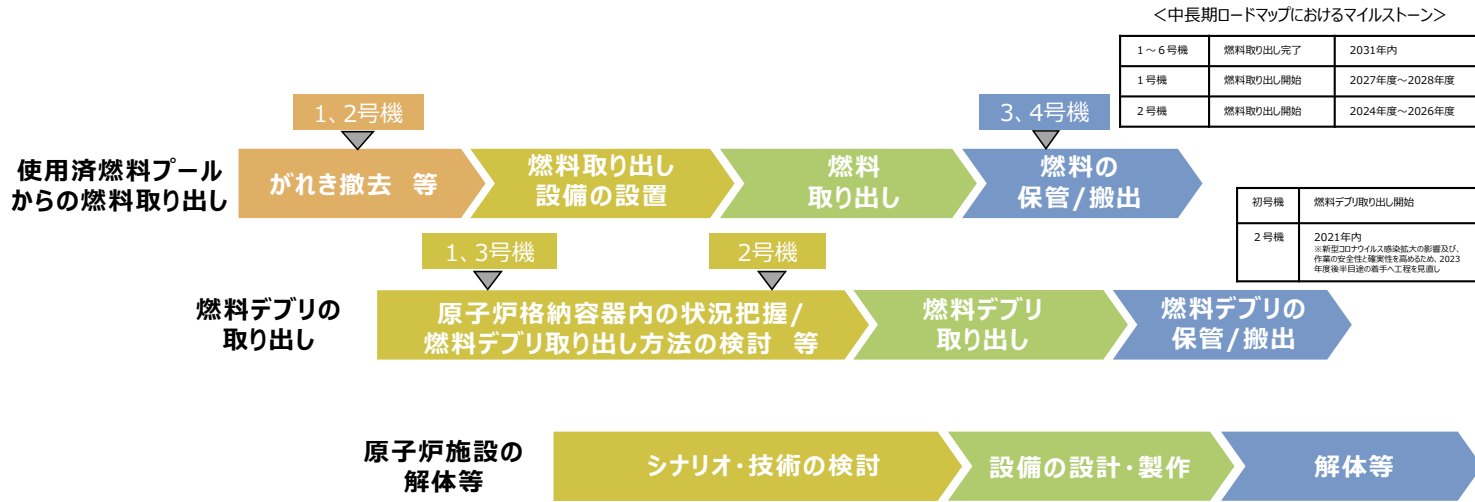 ＜中長期ロードマップにおけるマイルストーン＞
1～6号機 燃料取り出し完了 2031年内
1号機 燃料取り出し開始 2027年度～2028年度
2号機 燃料取り出し開始 2024年度～2026年度
1、2号機
3、4号機
使用済燃料プール
からの燃料取り出し
がれき撤去 等
燃料取り出し
設備の設置
燃料
取り出し
燃料の
保管/搬出
初号機 燃料デブリ取り出し開始
2号機 2021年内
※新型コロナウイルス感染拡大の影響及び、
作業の安全性と確実性を高めるため、2023
年度後半目途の着手へ工程を見直し
1、3号機
2号機
燃料デブリの
取り出し
原子炉格納容器内の状況把握/
燃料デブリ取り出し方法の検討 等
燃料デブリ
取り出し
燃料デブリの
保管/搬出
原子炉施設の
解体等
シナリオ・技術の検討
設備の設計・製作
解体等